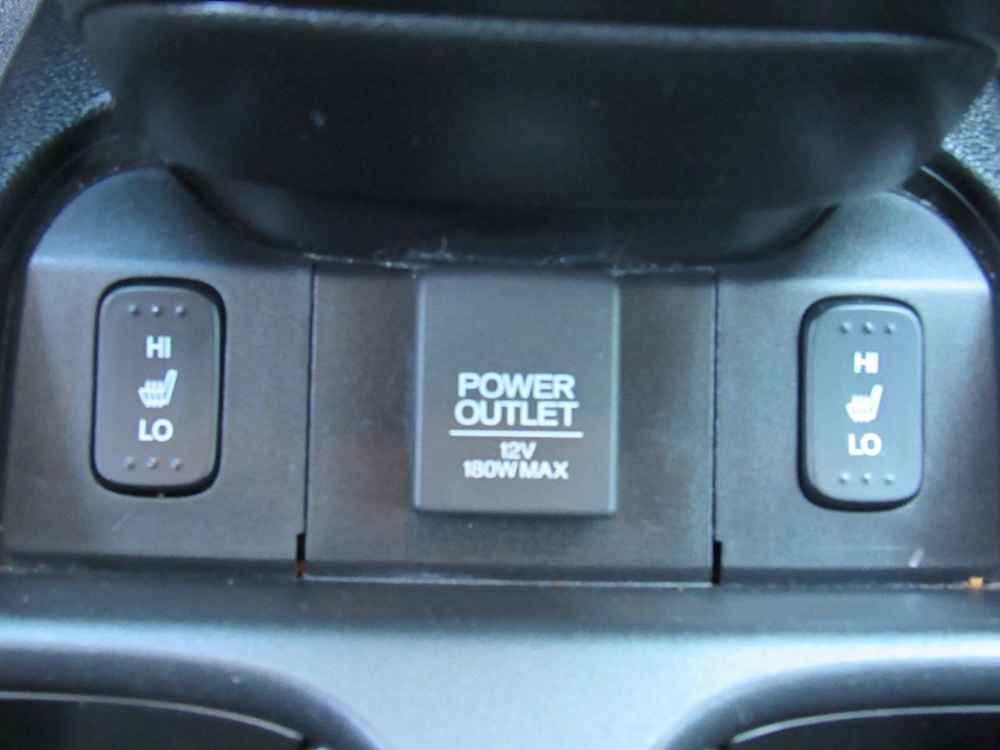 HI
LO
POWER
OUTLET
12V
180W MAX
HI
LO